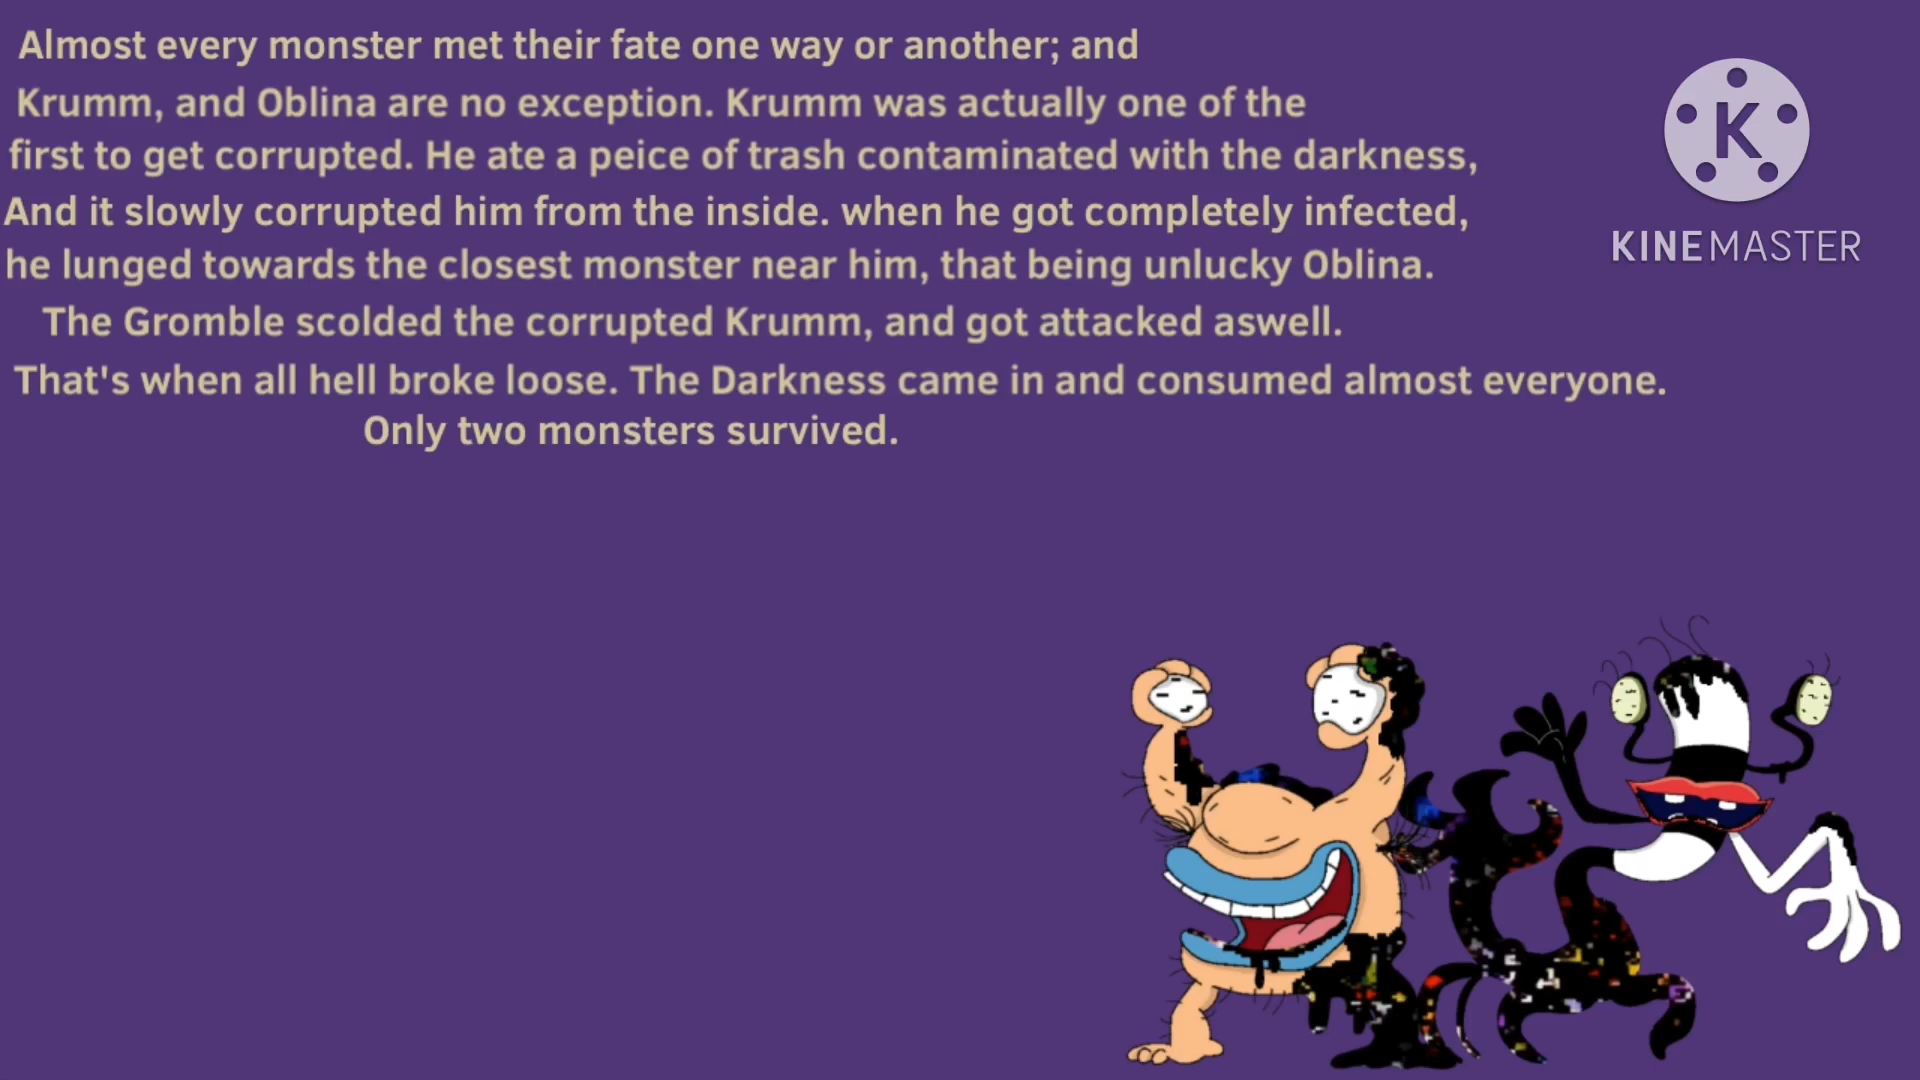 Almost every monster met their fate one way or another; and
Krumm, and Oblina are no exception. Krumm was actually one of the
first to get corrupted. He ate a peice of trash contaminated with the darkness,
And it slowly corrupted him from the inside. when he got completely infected,
he lunged towards the closest monster near him, that being unlucky Oblina.
The Gromble scolded the corrupted Krumm, and got attacked aswell.
That's when all hell broke loose. The Darkness came in and consumed almost everyone.
Only two monsters survived.
K
KINEMASTER